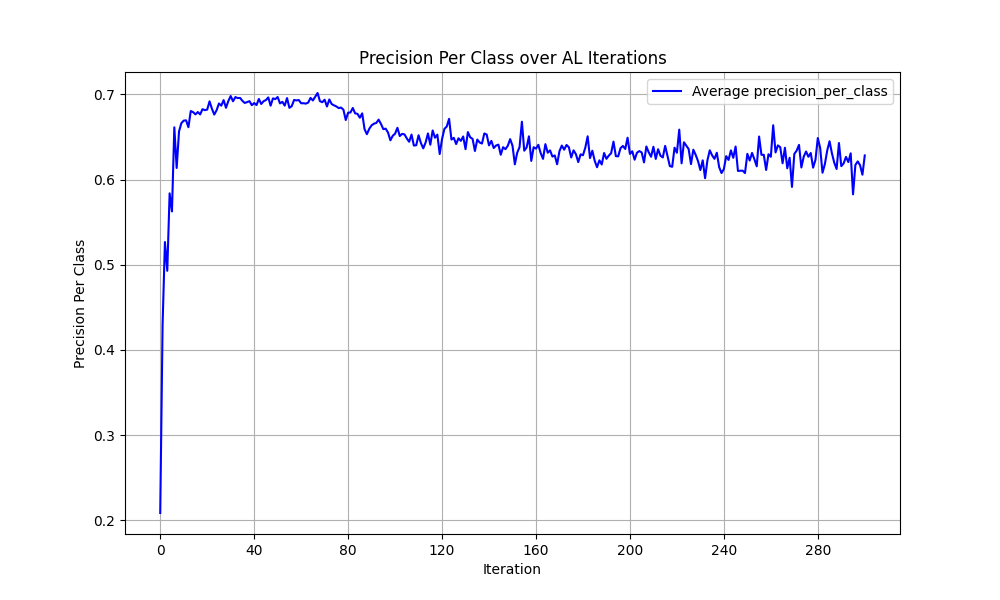 Precision Per Class over AL Iterations
Average precision_per_class
Precision Per Class
0.7
0.6
0.5
0.4
0.3
0.2
0 40 80 120 160 200 240 280
Iteration